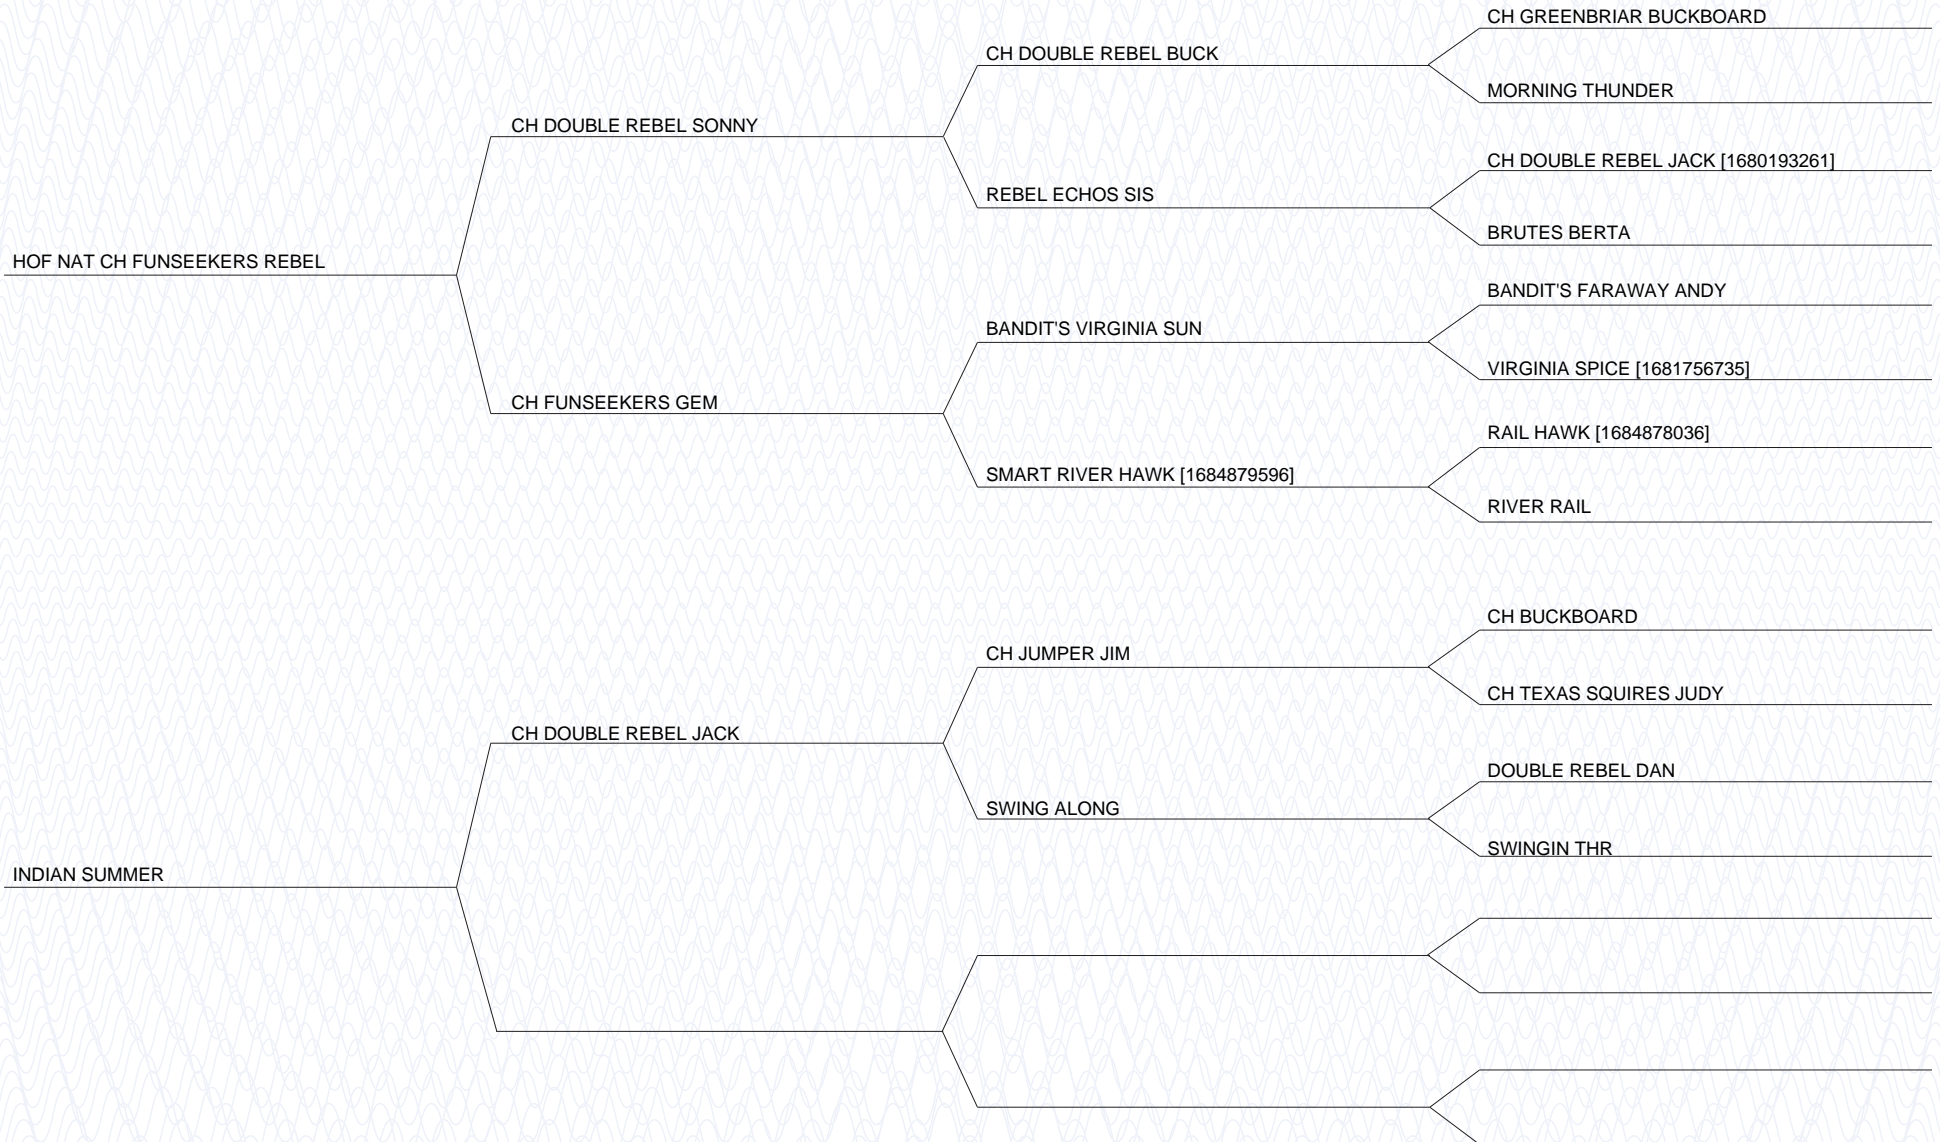 CH GREENBRIAR BUCKBOARD
CH DOUBLE REBEL BUCK
MORNING THUNDER
CH DOUBLE REBEL SONNY
CH DOUBLE REBEL JACK [1680193261]
REBEL ECHOS SIS
BRUTES BERTA
HOF NAT CH FUNSEEKERS REBEL
BANDIT'S FARAWAY ANDY
BANDIT'S VIRGINIA SUN
VIRGINIA SPICE [1681756735]
CH FUNSEEKERS GEM
RAIL HAWK [1684878036]
SMART RIVER HAWK [1684879596]
RIVER RAIL
CH BUCKBOARD
CH JUMPER JIM
CH TEXAS SQUIRES JUDY
CH DOUBLE REBEL JACK
DOUBLE REBEL DAN
SWING ALONG
SWINGIN THR
INDIAN SUMMER